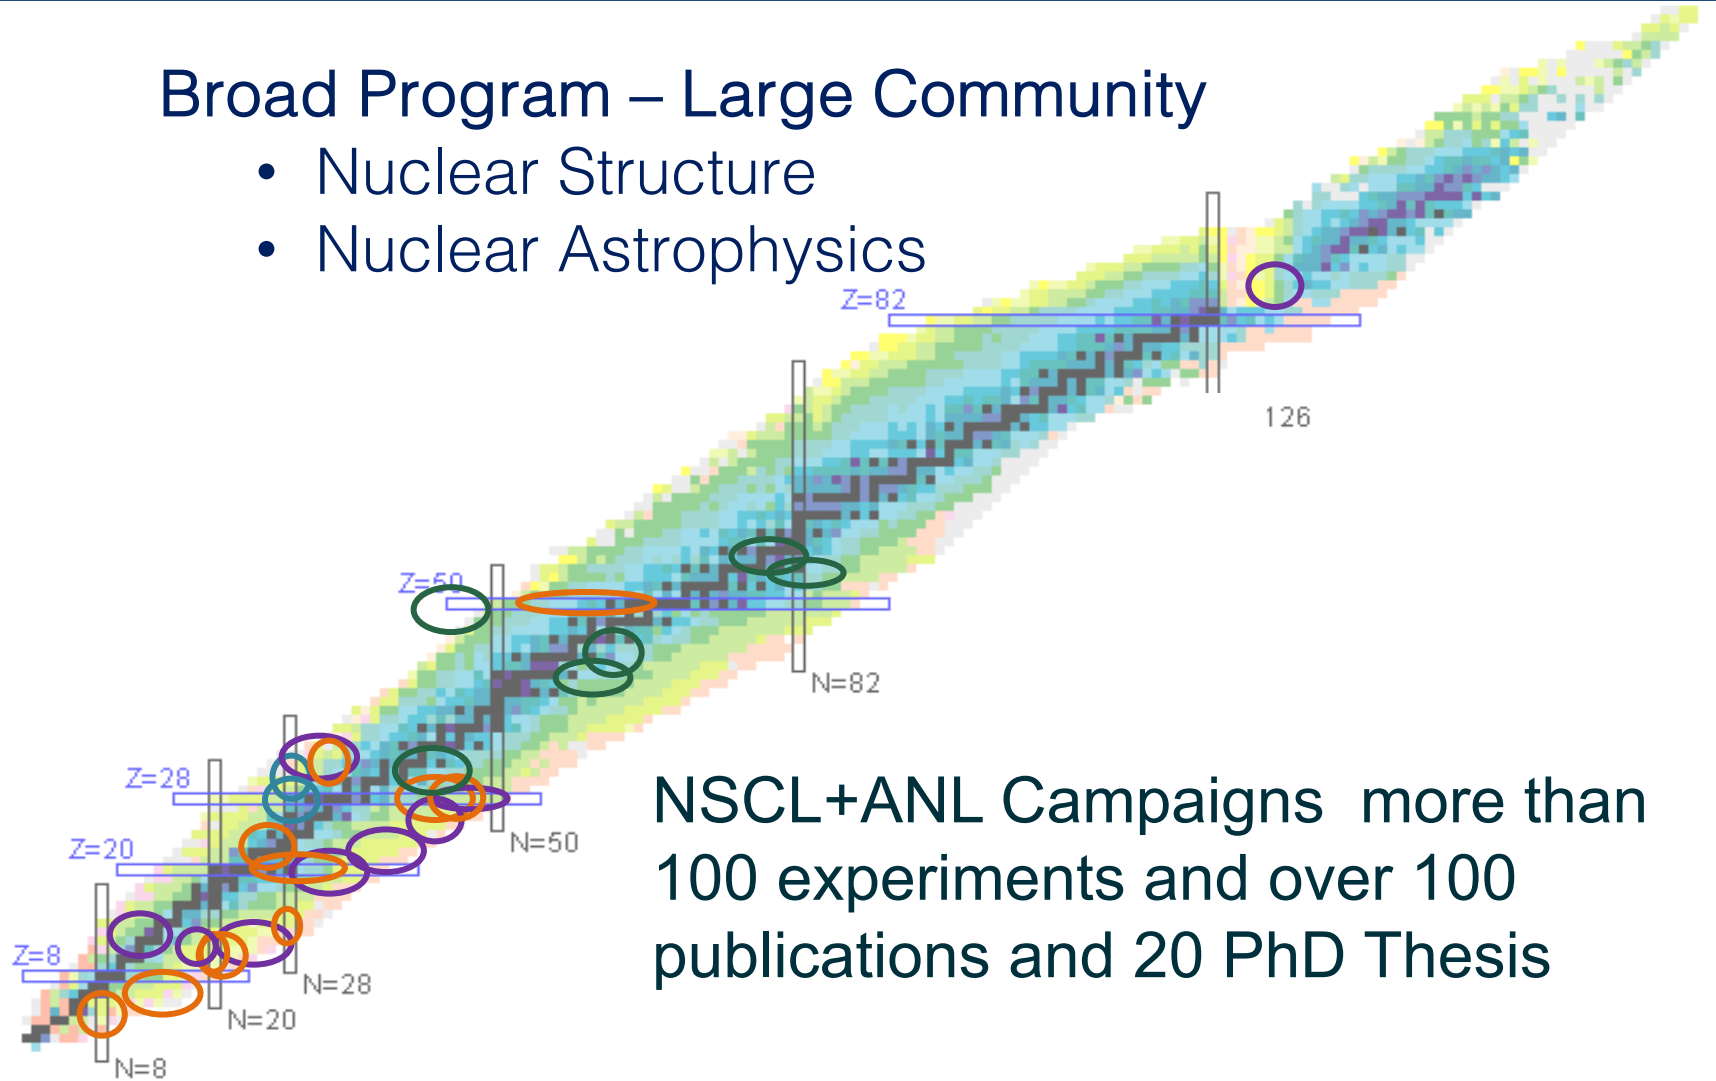 Broad Program – Large Community
• Nuclear Structure
• Nuclear Astrophysics
Z=82
126
Z=50
N=82
Z=28
N=50
Z=20
NSCL+ANL Campaigns more than
100 experiments and over 100
publications and 20 PhD Thesis
Z=8
N=28
N=20
N=8